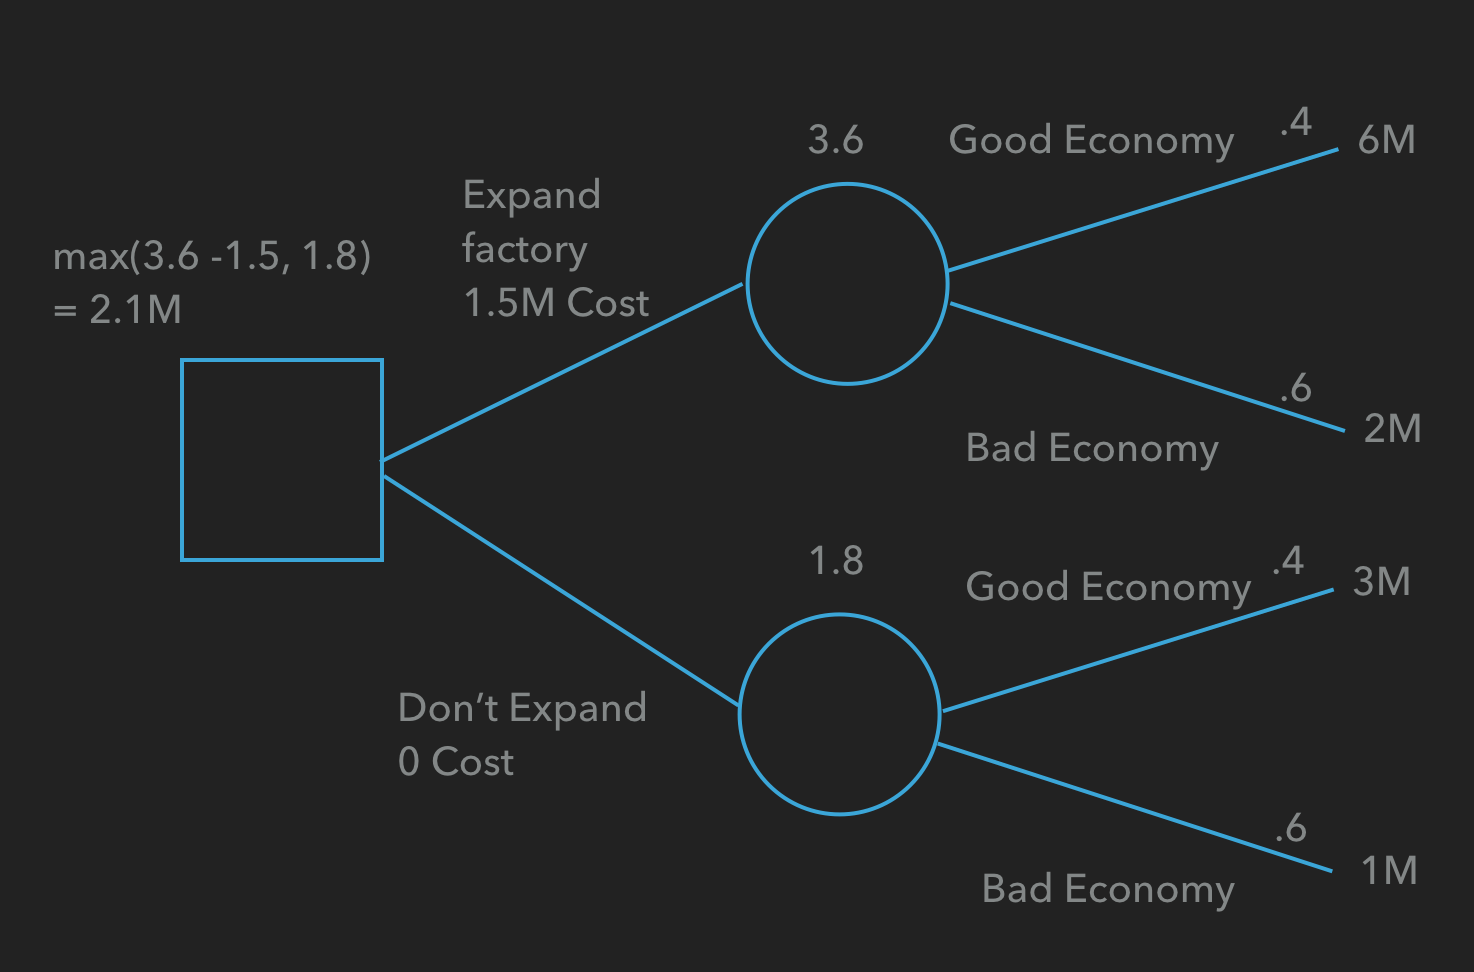 max(3.6 -1.5, 1.8)
= 2.1M
Expand
factory
1.5M Cost
3.6
Good Economy
.4
6M
.6
2M
Bad Economy
Don’t Expand
0 Cost
1.8
Good Economy
.4
3M
.6
1M
Bad Economy